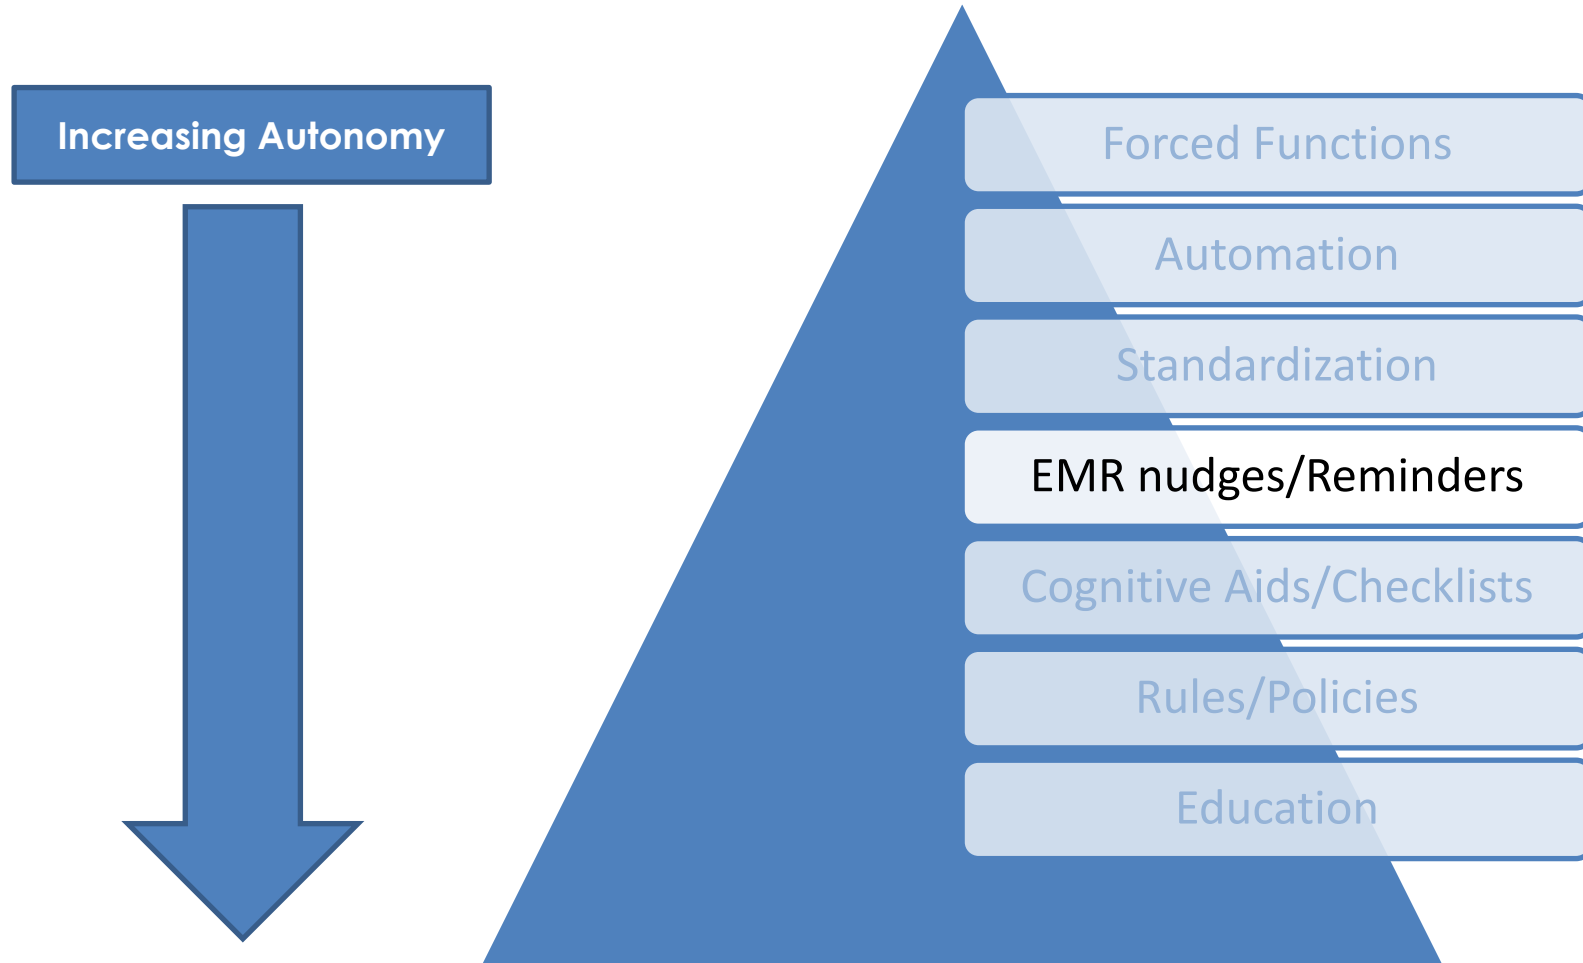 Increasing Autonomy
Forced Functions
Automation
Standardization
EMR nudges/Reminders
Cognitive Aids/Checklists
Rules/Policies
Education